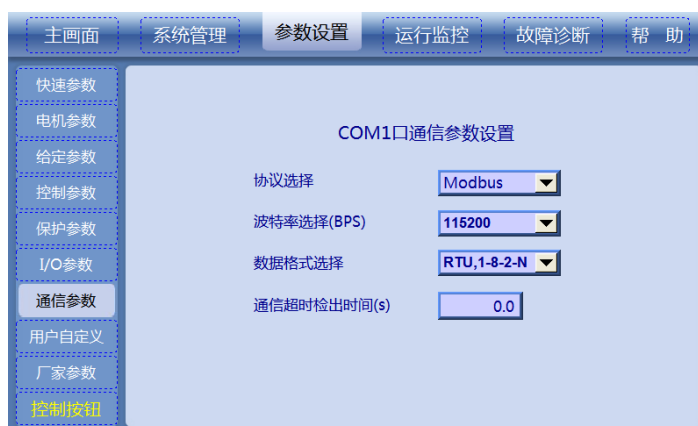 主画面 系统管理 参数设置 运行监控 故障诊断 帮 助
快速参数
电机参数
给定参数
控制参数
保护参数
I/O参数
通信参数
用户自定义
厂家参数
控制按钮
COM1口通信参数设置
协议选择 Modbus
波特率选择(BPS) 115200
数据格式选择 RTU,1-8-2-N
通信超时检出时间(s) 0.0